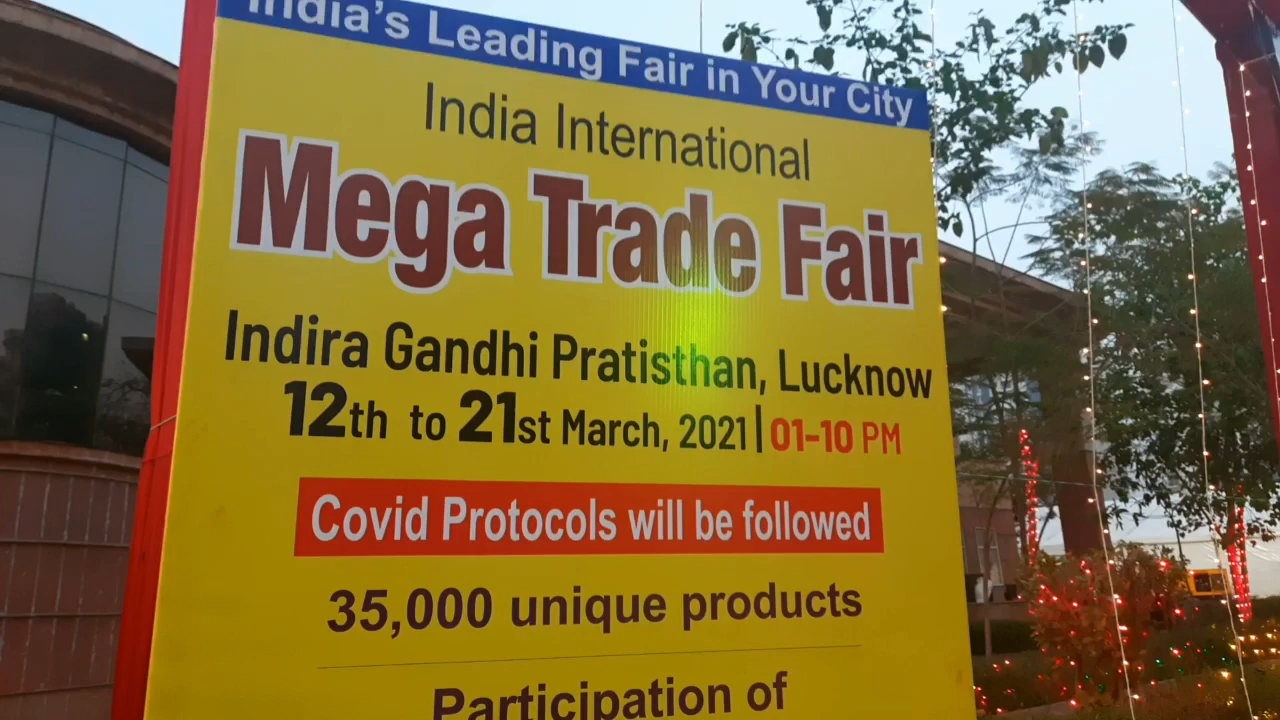 India's Leading Fair in Your City
India International
Mega Trade Fair
Indira Gandhi Pratisthan, Lucknow
12th to 21st March, 2021 | 01-10 PM
Covid Protocols will be followed
35,000 unique products
Participation of